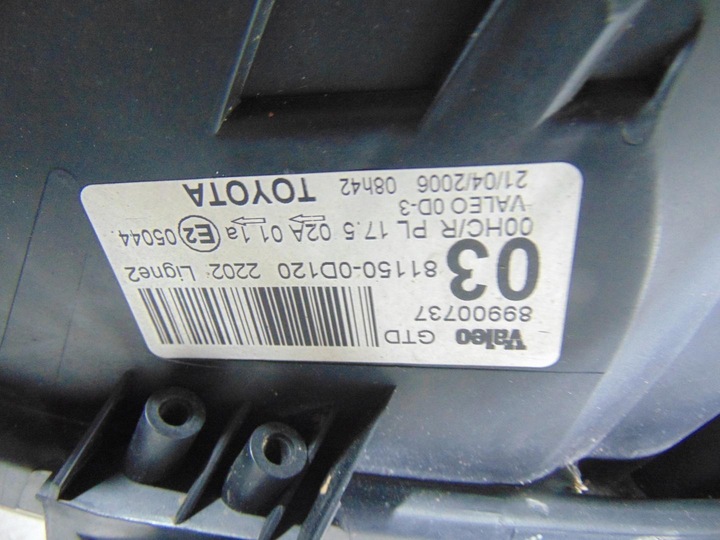 Valeo GTD
89900737
03 81150-0D120 2202 Ligne2
00HC/R PL 17.5 02A 01.1a E2 05044
VALEO 0D-3
21/04/2006 08h42 TOYOTA